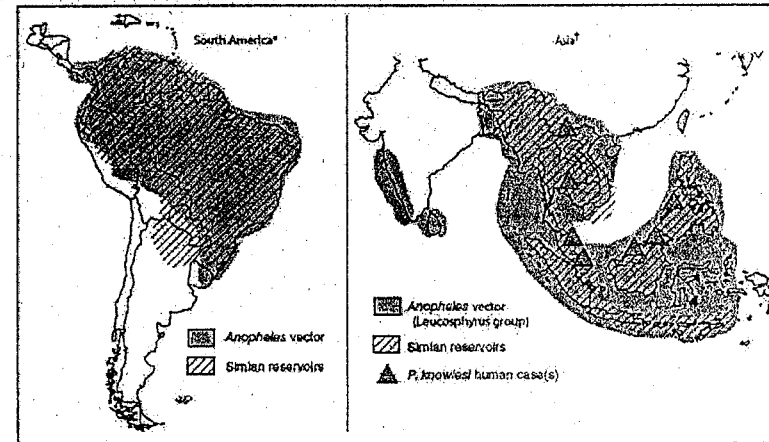 South America*
Anopheles vector
Simian reservoirs
Asia†
Anopheles vector
(Leucosphyrus group)
Simian reservoirs
P. knowlesi human case(s)